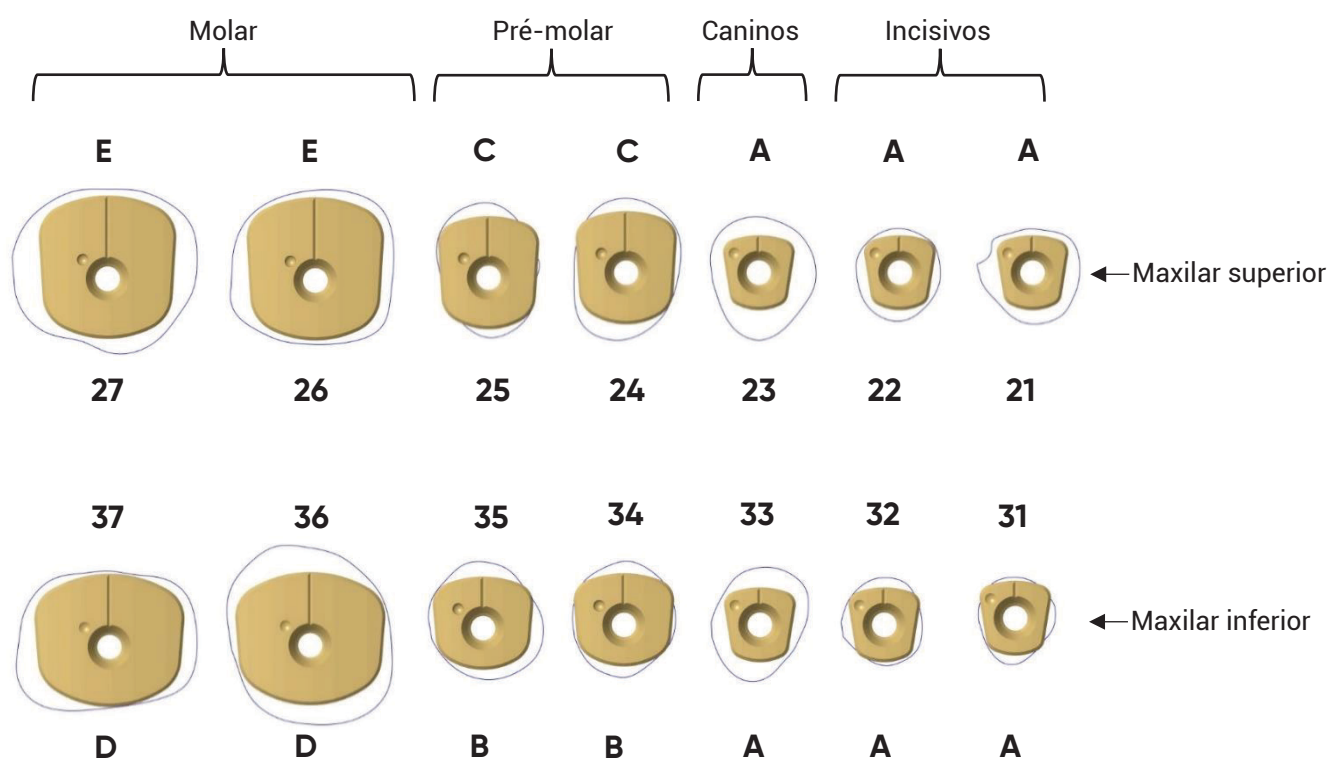 Molar Pré-molar Caninos Incisivos
E E C C A A A
Maxilar superior
27 26 25 24 23 22 21
37 36 35 34 33 32 31
Maxilar inferior
D D B B A A A